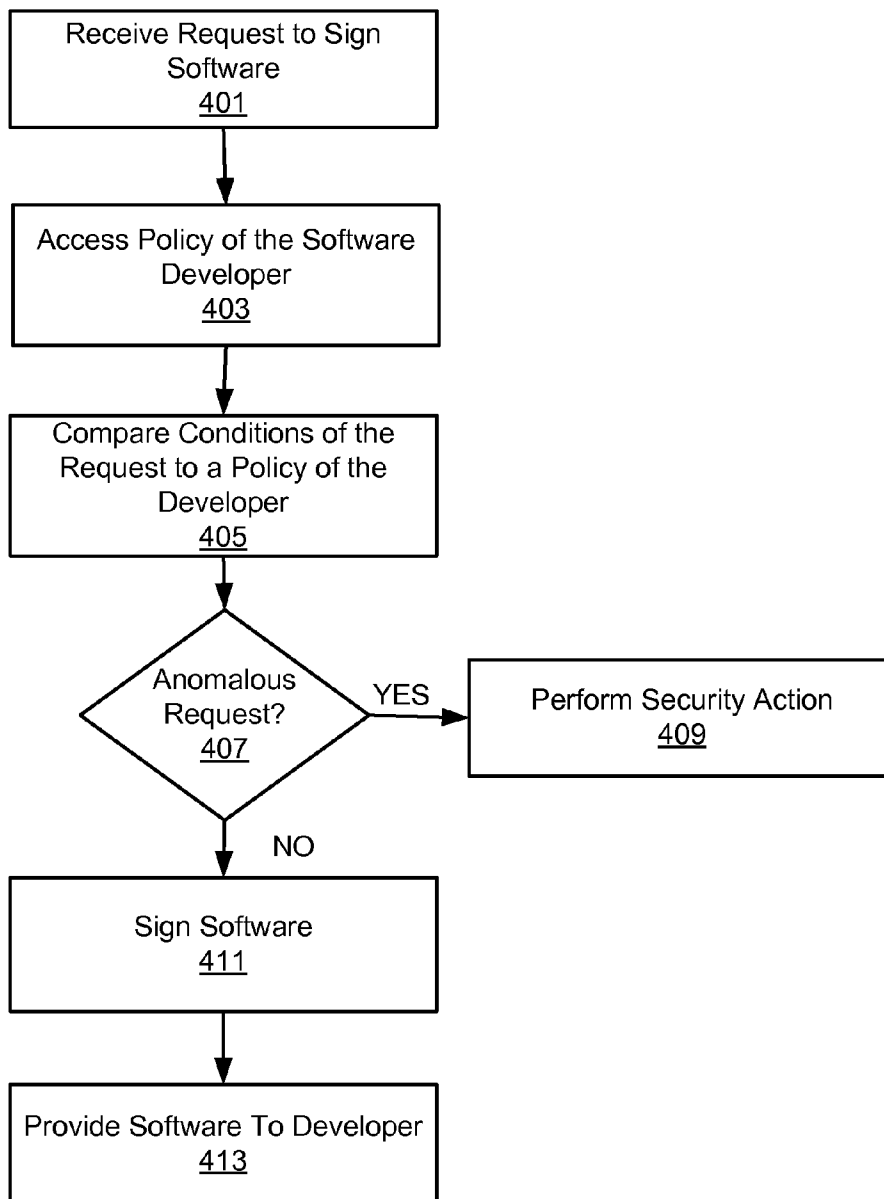 Receive Request to Sign
Software
401
Access Policy of the Software
Developer
403
Compare Conditions of the
Request to a Policy of the
Developer
405
Anomalous
Request?
407
YES
Perform Security Action
409
NO
Sign Software
411
Provide Software To Developer
413